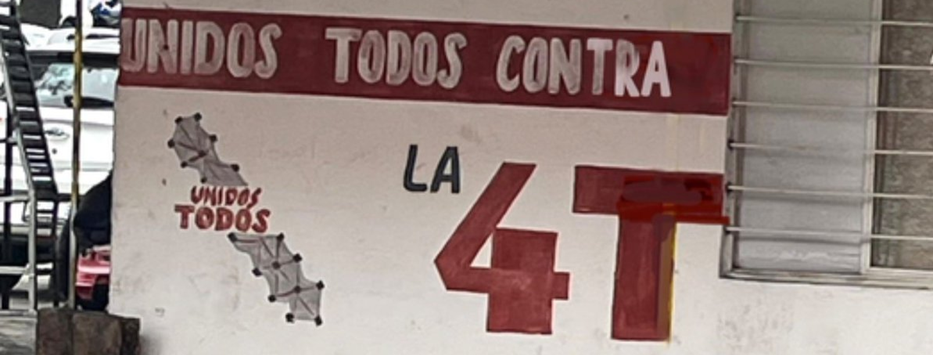 UNIDOS TODOS CONTRA
LA 4T
UNIDOS
TODOS